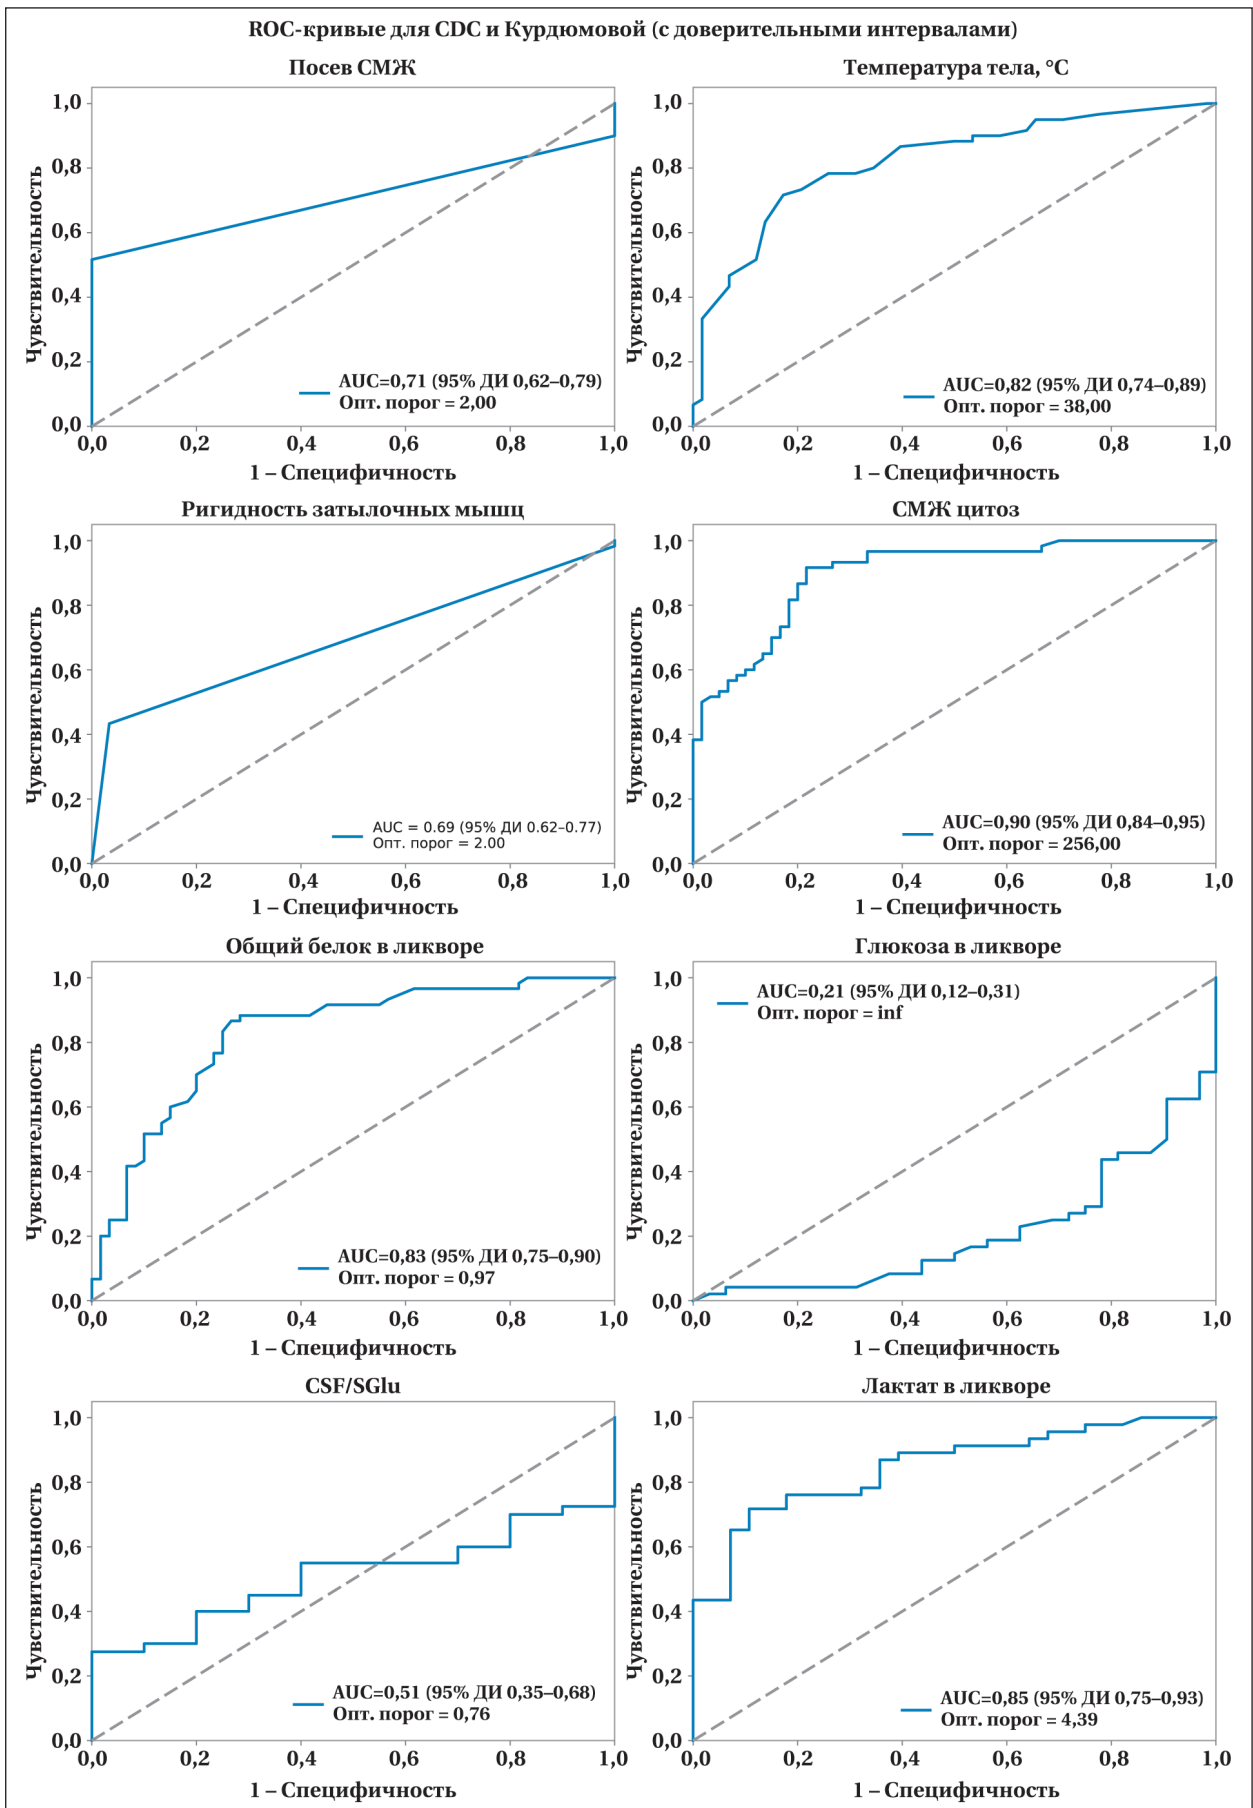 ROC-кривые для CDC и Курдюмовой (с доверительными интервалами)
Посев СМЖ
Чувствительность
1,0
0,8
0,6
0,4
0,2
0,0
AUC=0,71 (95% ДИ 0,62–0,79)
Опт. порог = 2,00
0,0 0,2 0,4 0,6 0,8 1,0
1 – Специфичность
Температура тела, °C
Чувствительность
1,0
0,8
0,6
0,4
0,2
0,0
AUC=0,82 (95% ДИ 0,74–0,89)
Опт. порог = 38,00
0,0 0,2 0,4 0,6 0,8 1,0
1 – Специфичность
Ригидность затылочных мышц
Чувствительность
1,0
0,8
0,6
0,4
0,2
0,0
AUC = 0.69 (95% ДИ 0.62–0.77)
Опт. порог = 2.00
0,0 0,2 0,4 0,6 0,8 1,0
1 – Специфичность
СМЖ цитоз
Чувствительность
1,0
0,8
0,6
0,4
0,2
0,0
AUC=0,90 (95% ДИ 0,84–0,95)
Опт. порог = 256,00
0,0 0,2 0,4 0,6 0,8 1,0
1 – Специфичность
Общий белок в ликворе
Чувствительность
1,0
0,8
0,6
0,4
0,2
0,0
AUC=0,83 (95% ДИ 0,75–0,90)
Опт. порог = 0,97
0,0 0,2 0,4 0,6 0,8 1,0
1 – Специфичность
Глюкоза в ликворе
Чувствительность
1,0
0,8
0,6
0,4
0,2
0,0
AUC=0,21 (95% ДИ 0,12–0,31)
Опт. порог = inf
0,0 0,2 0,4 0,6 0,8 1,0
1 – Специфичность
CSF/SGlu
Чувствительность
1,0
0,8
0,6
0,4
0,2
0,0
AUC=0,51 (95% ДИ 0,35–0,68)
Опт. порог = 0,76
0,0 0,2 0,4 0,6 0,8 1,0
1 – Специфичность
Лактат в ликворе
Чувствительность
1,0
0,8
0,6
0,4
0,2
0,0
AUC=0,85 (95% ДИ 0,75–0,93)
Опт. порог = 4,39
0,0 0,2 0,4 0,6 0,8 1,0
1 – Специфичность